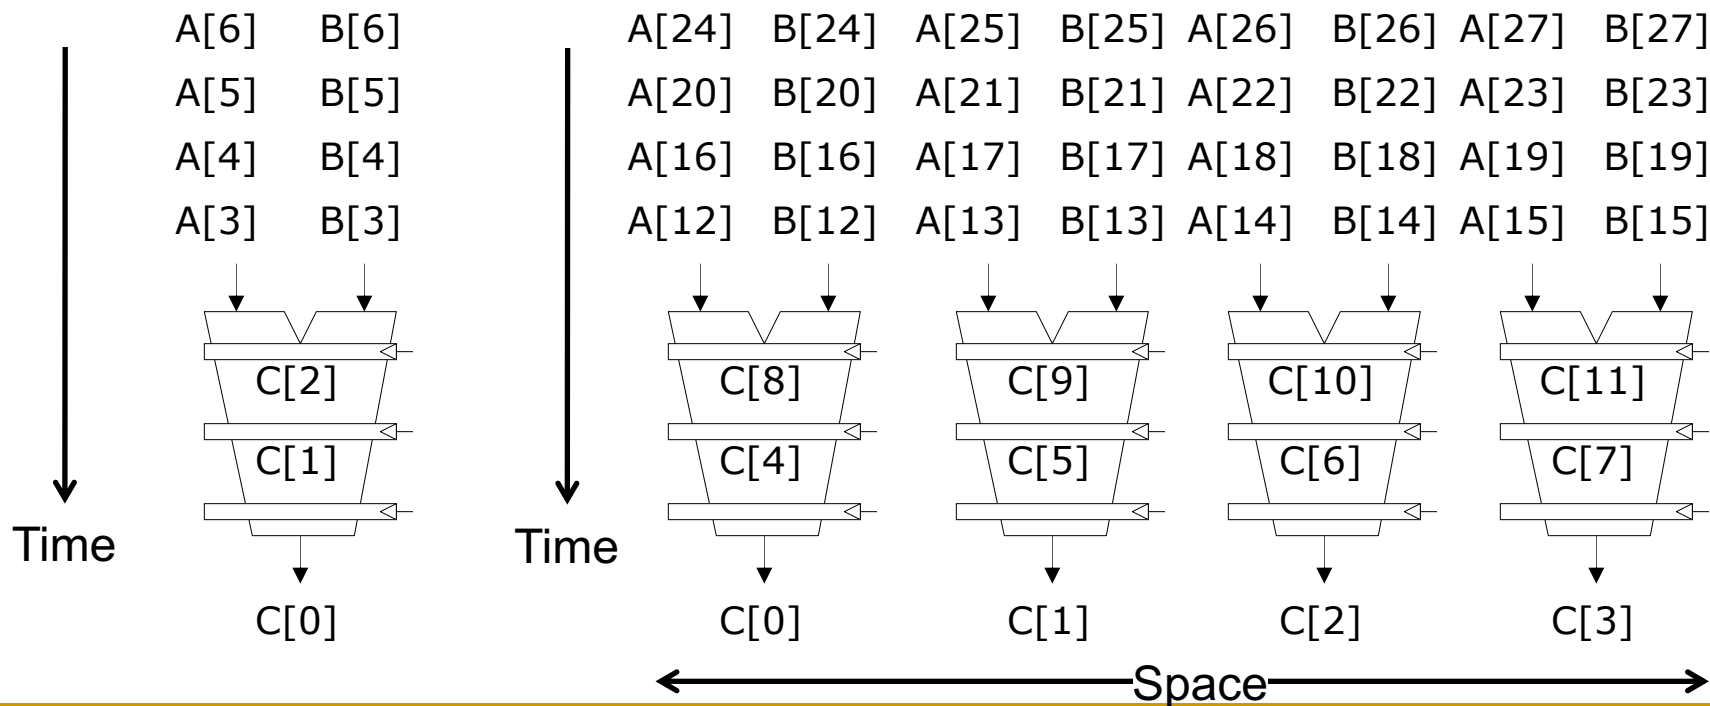 A[6] B[6] A[24] B[24] A[25] B[25] A[26] B[26] A[27] B[27]
A[5] B[5] A[20] B[20] A[21] B[21] A[22] B[22] A[23] B[23]
A[4] B[4] A[16] B[16] A[17] B[17] A[18] B[18] A[19] B[19]
A[3] B[3] A[12] B[12] A[13] B[13] A[14] B[14] A[15] B[15]
C[2] C[8] C[9] C[10] C[11]
C[1] C[4] C[5] C[6] C[7]
Time Time
C[0] C[0] C[1] C[2] C[3]
Space